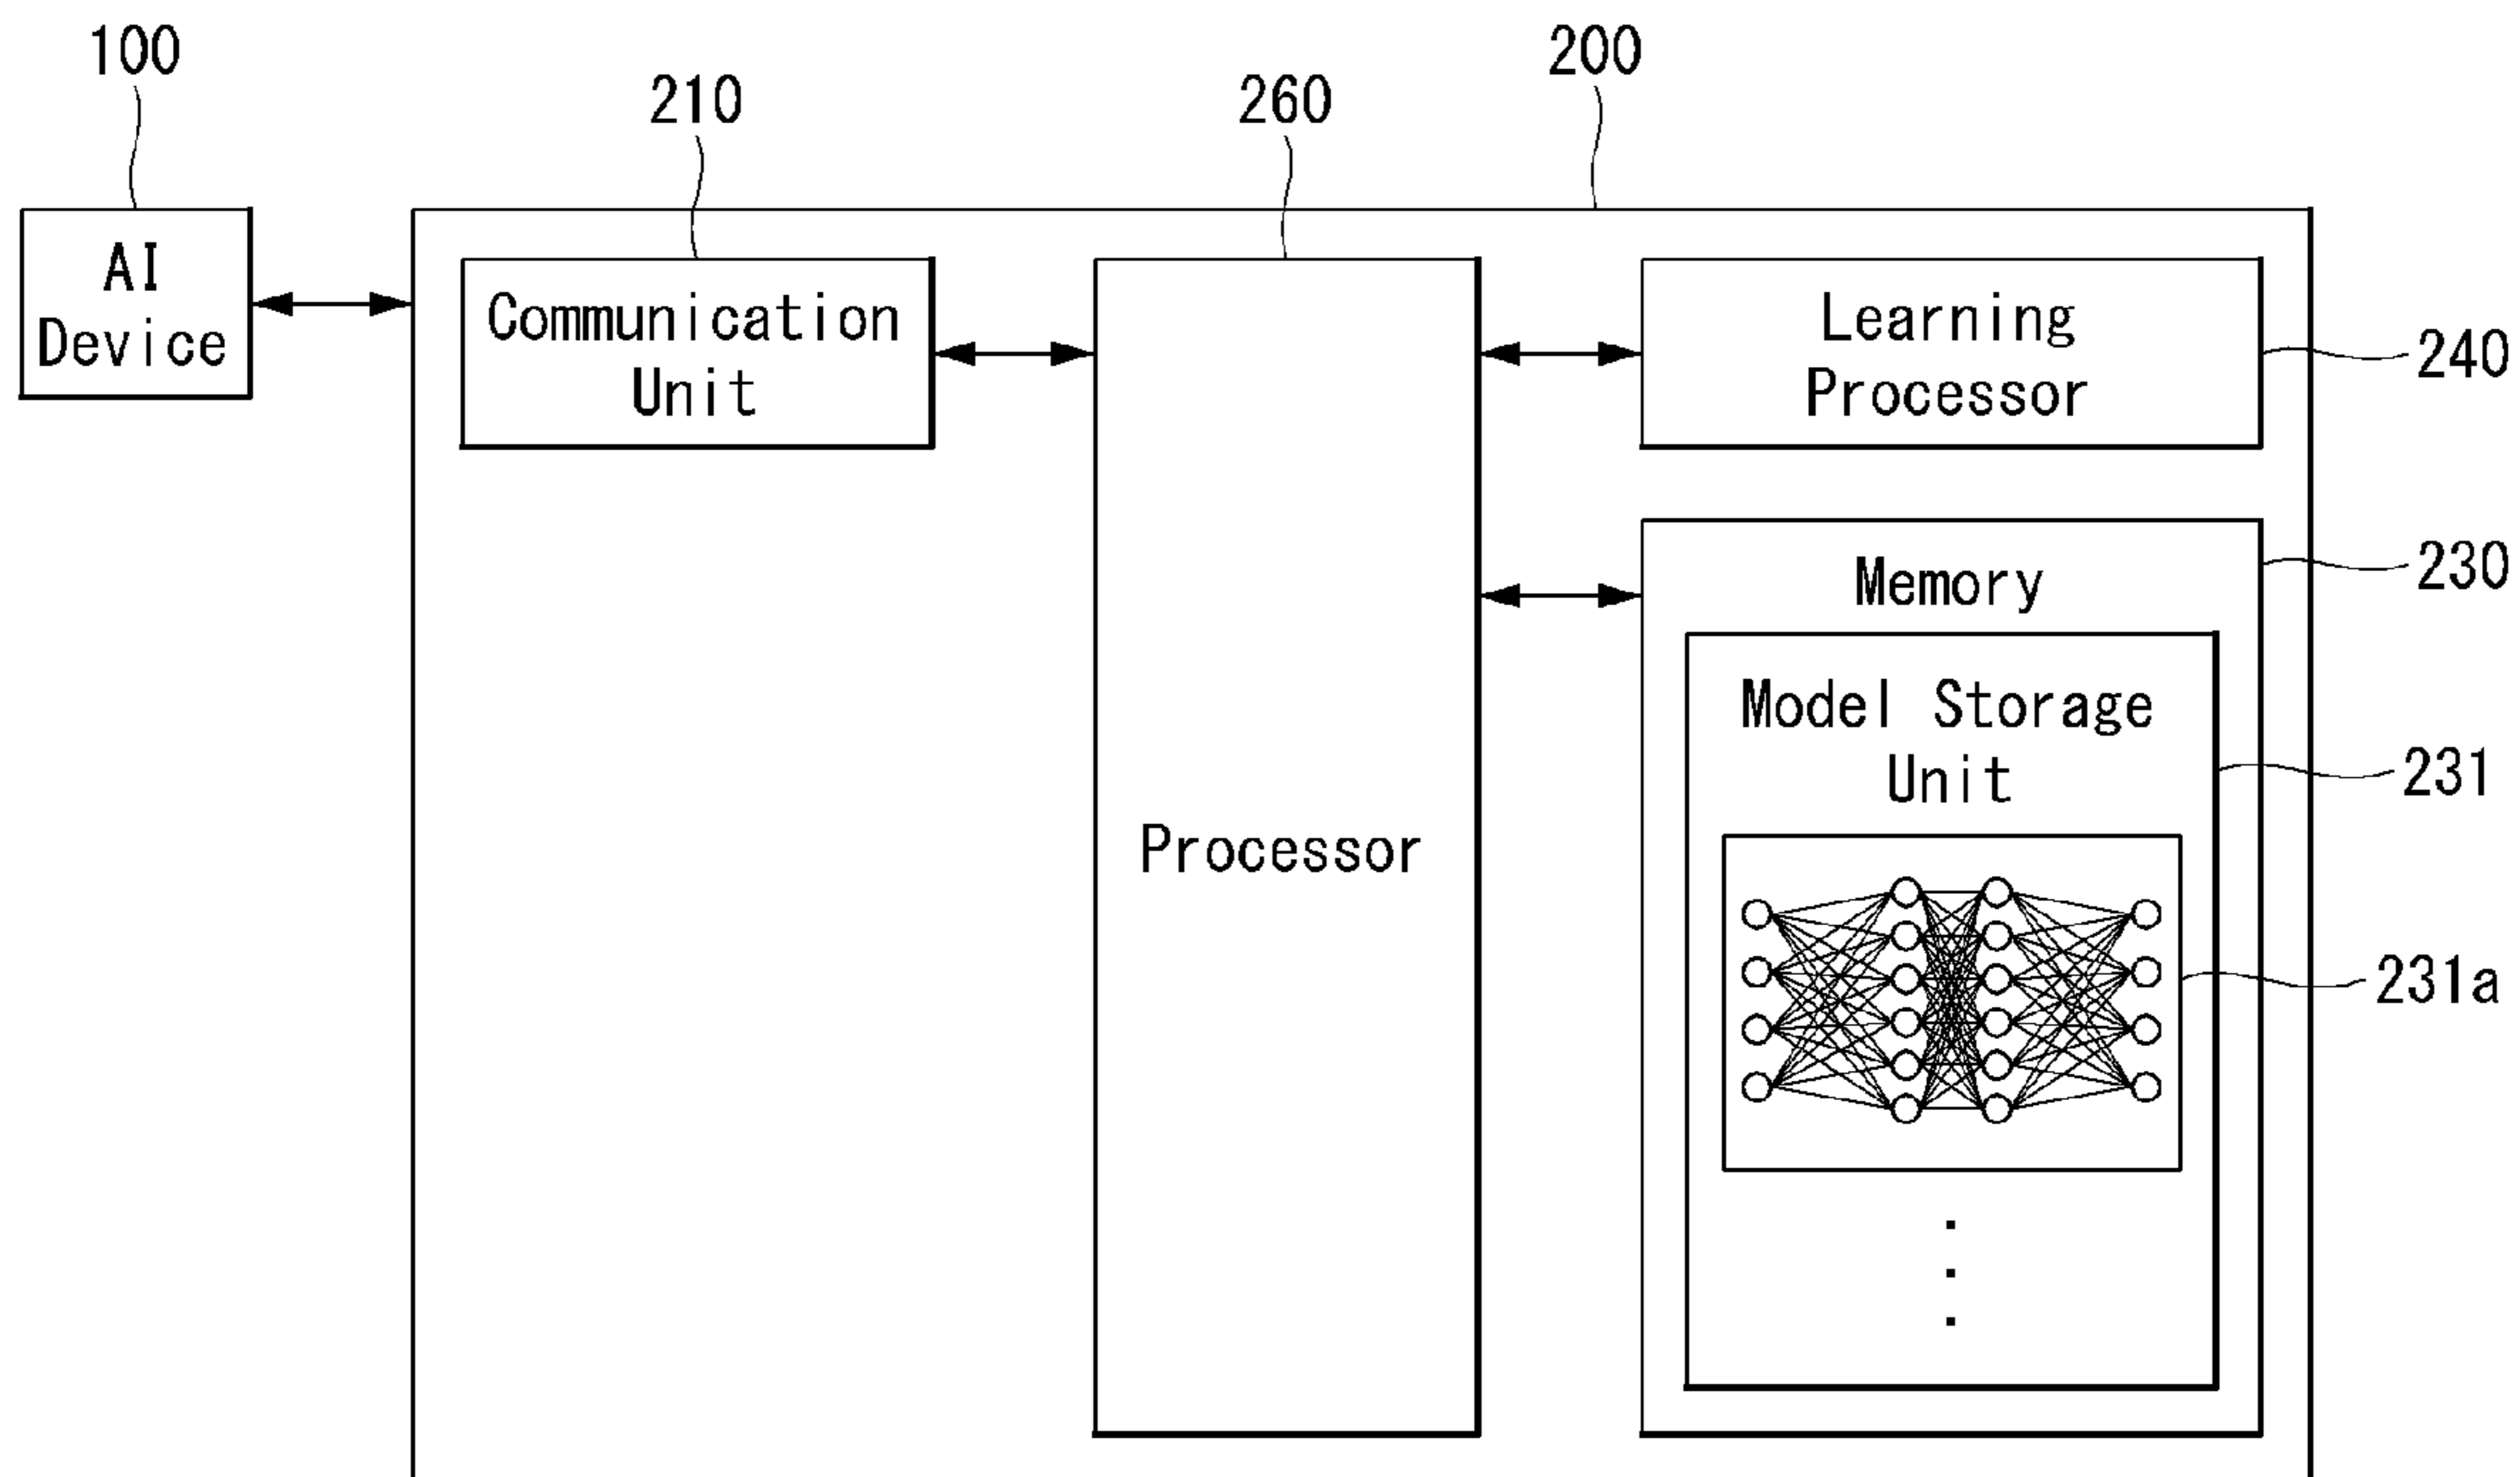 100
200
210
260
AI
Device
Communication
Unit
Learning
Processor
240
Memory
230
Model Storage
Unit
231
Processor
231a